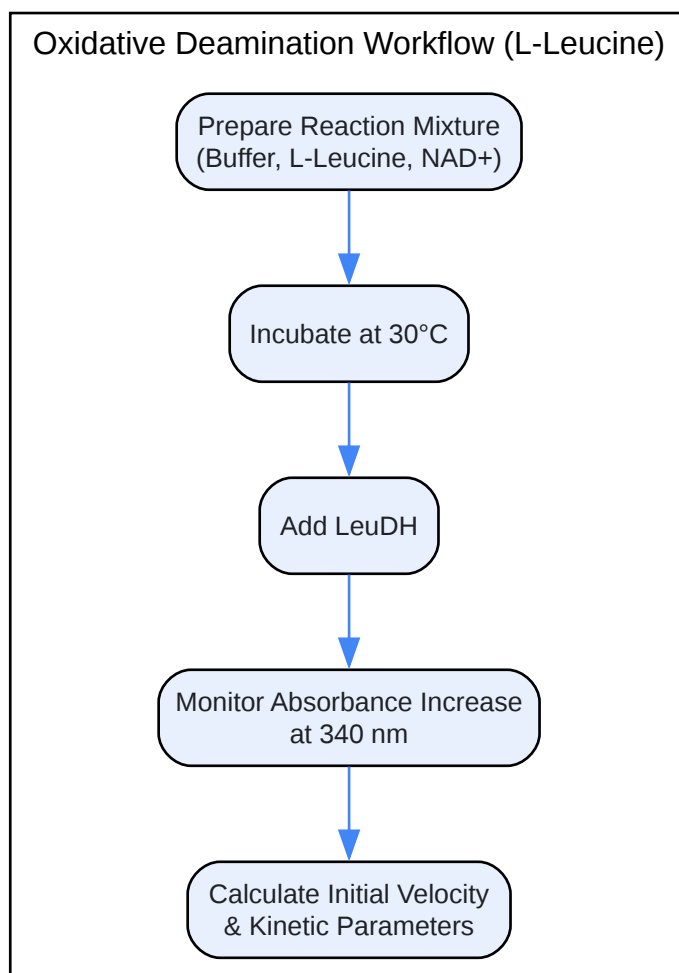 Oxidative Deamination Workflow (L-Leucine)
Prepare Reaction Mixture
(Buffer, L-Leucine, NAD+)
Incubate at 30°C
Add LeuDH
Monitor Absorbance Increase
at 340 nm
Calculate Initial Velocity
& Kinetic Parameters